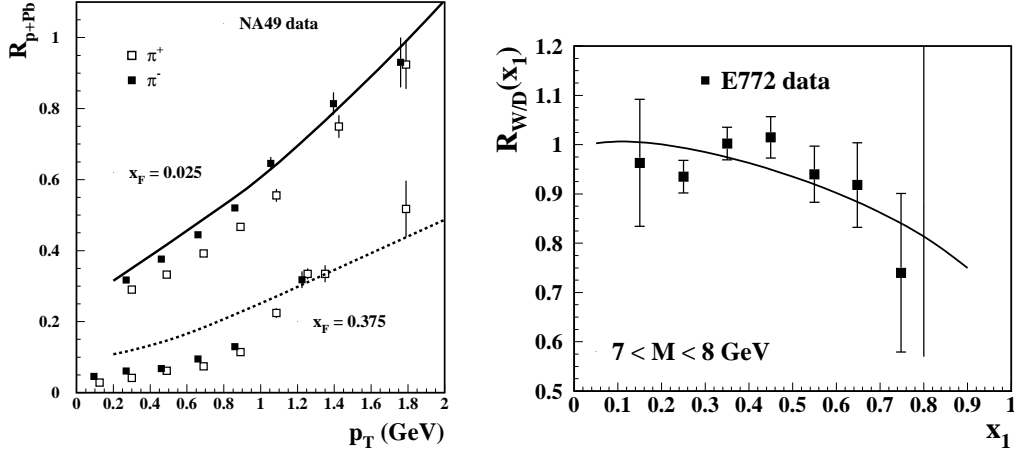 R_{p+Pb}
NA49 data
π+
π-
x_F = 0.025
x_F = 0.375
1
0.8
0.6
0.4
0.2
0
0 0.2 0.4 0.6 0.8 1 1.2 1.4 1.6 1.8 2
p_T (GeV)
R_{W/D}(x_1)
E772 data
7 < M < 8 GeV
1.2
1.1
1
0.9
0.8
0.7
0.6
0.5
0 0.1 0.2 0.3 0.4 0.5 0.6 0.7 0.8 0.9 1
x_1